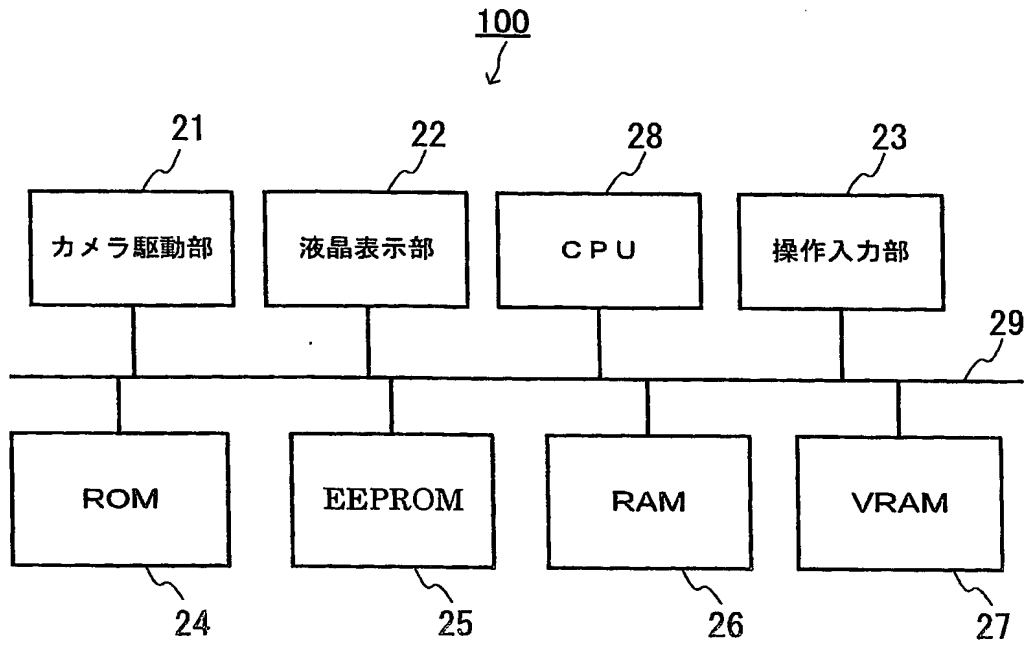 100
21
22
28
23
カメラ駆動部
液晶表示部
ＣＰＵ
操作入力部
29
ROM
EEPROM
RAM
VRAM
24
25
26
27